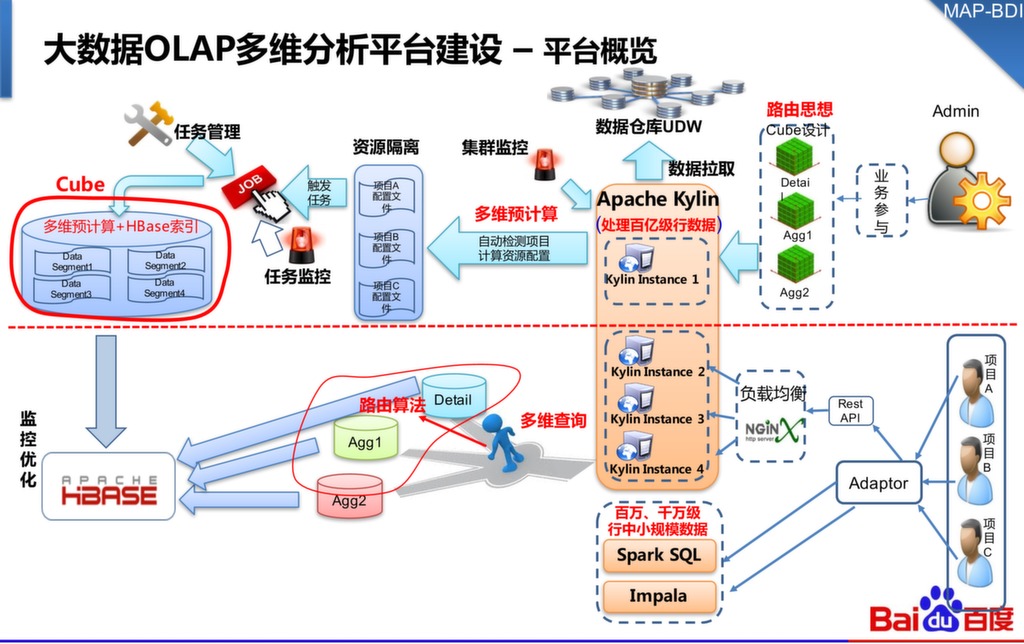 MAP-BDI
大数据OLAP多维分析平台建设 – 平台概览
任务管理
JOB
触发
任务
任务监控
Cube
多维预计算+HBase索引
Data
Segment1
Data
Segment2
Data
Segment3
Data
Segment4
资源隔离
项目A
配置文
件
项目B
配置文
件
项目C
配置文
件
集群监控
多维预计算
自动检测项目
计算资源配置
数据仓库UDW
数据拉取
Apache Kylin
(处理百亿级行数据)
Kylin Instance 1
Kylin Instance 2
Kylin Instance 3
Kylin Instance 4
路由思想
Cube设计
Detai
l
Agg1
Agg2
业
务
参
与
Admin
监
控
优
化
APACHE
HBASE
路由算法
Detail
Agg1
Agg2
多维查询
负载均衡
NGINX
http server
Rest
API
Adaptor
项
目
A
项
目
B
项
目
C
百万、千万级
行中小规模数据
Spark SQL
Impala
Bai du 百度